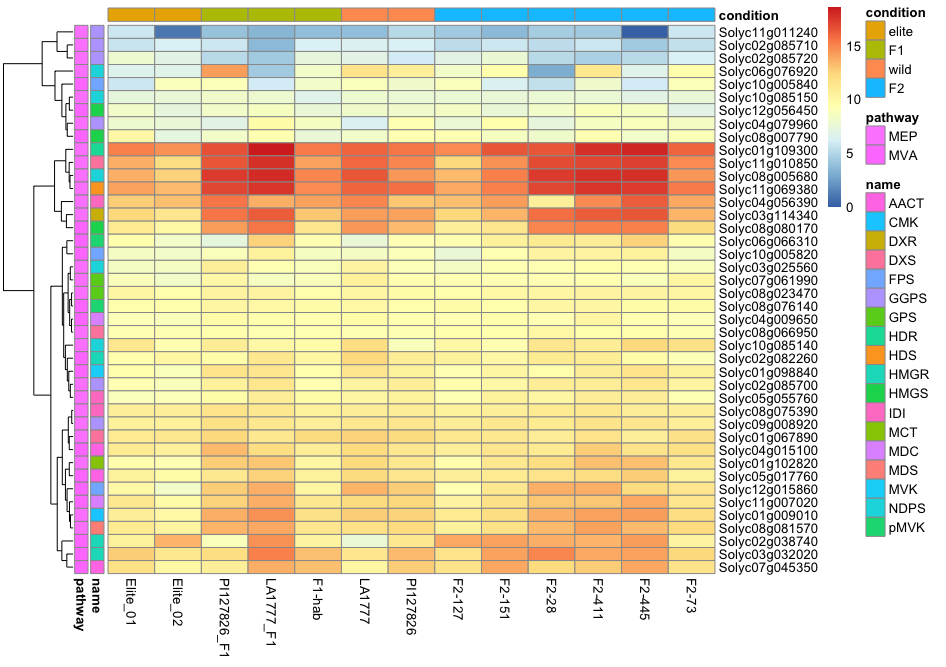 condition
Solyc11g011240
Solyc02g085710
Solyc02g085720
Solyc06g076920
Solyc10g005840
Solyc10g085150
Solyc12g056450
Solyc04g079960
Solyc08g007790
Solyc01g109300
Solyc11g010850
Solyc08g005680
Solyc11g069380
Solyc04g056390
Solyc03g114340
Solyc08g080170
Solyc06g066310
Solyc10g005820
Solyc03g025560
Solyc07g061990
Solyc08g023470
Solyc08g076140
Solyc04g009650
Solyc08g066950
Solyc10g085140
Solyc02g082260
Solyc01g098840
Solyc02g085700
Solyc05g055760
Solyc08g075390
Solyc09g008920
Solyc01g067890
Solyc04g015100
Solyc01g102820
Solyc05g017760
Solyc12g015860
Solyc11g007020
Solyc01g009010
Solyc08g081570
Solyc02g038740
Solyc03g032020
Solyc07g045350
pathway
name
Elite_01
Elite_02
PI127826_F1
LA1777_F1
F1-hab
LA1777
PI127826
F2-127
F2-151
F2-28
F2-411
F2-445
F2-73
15
10
5
0
condition
elite
F1
wild
F2
pathway
MEP
MVA
name
AACT
CMK
DXR
DXS
FPS
GGPS
GPS
HDR
HDS
HMGR
HMGS
IDI
MCT
MDC
MDS
MVK
NDPS
pMVK